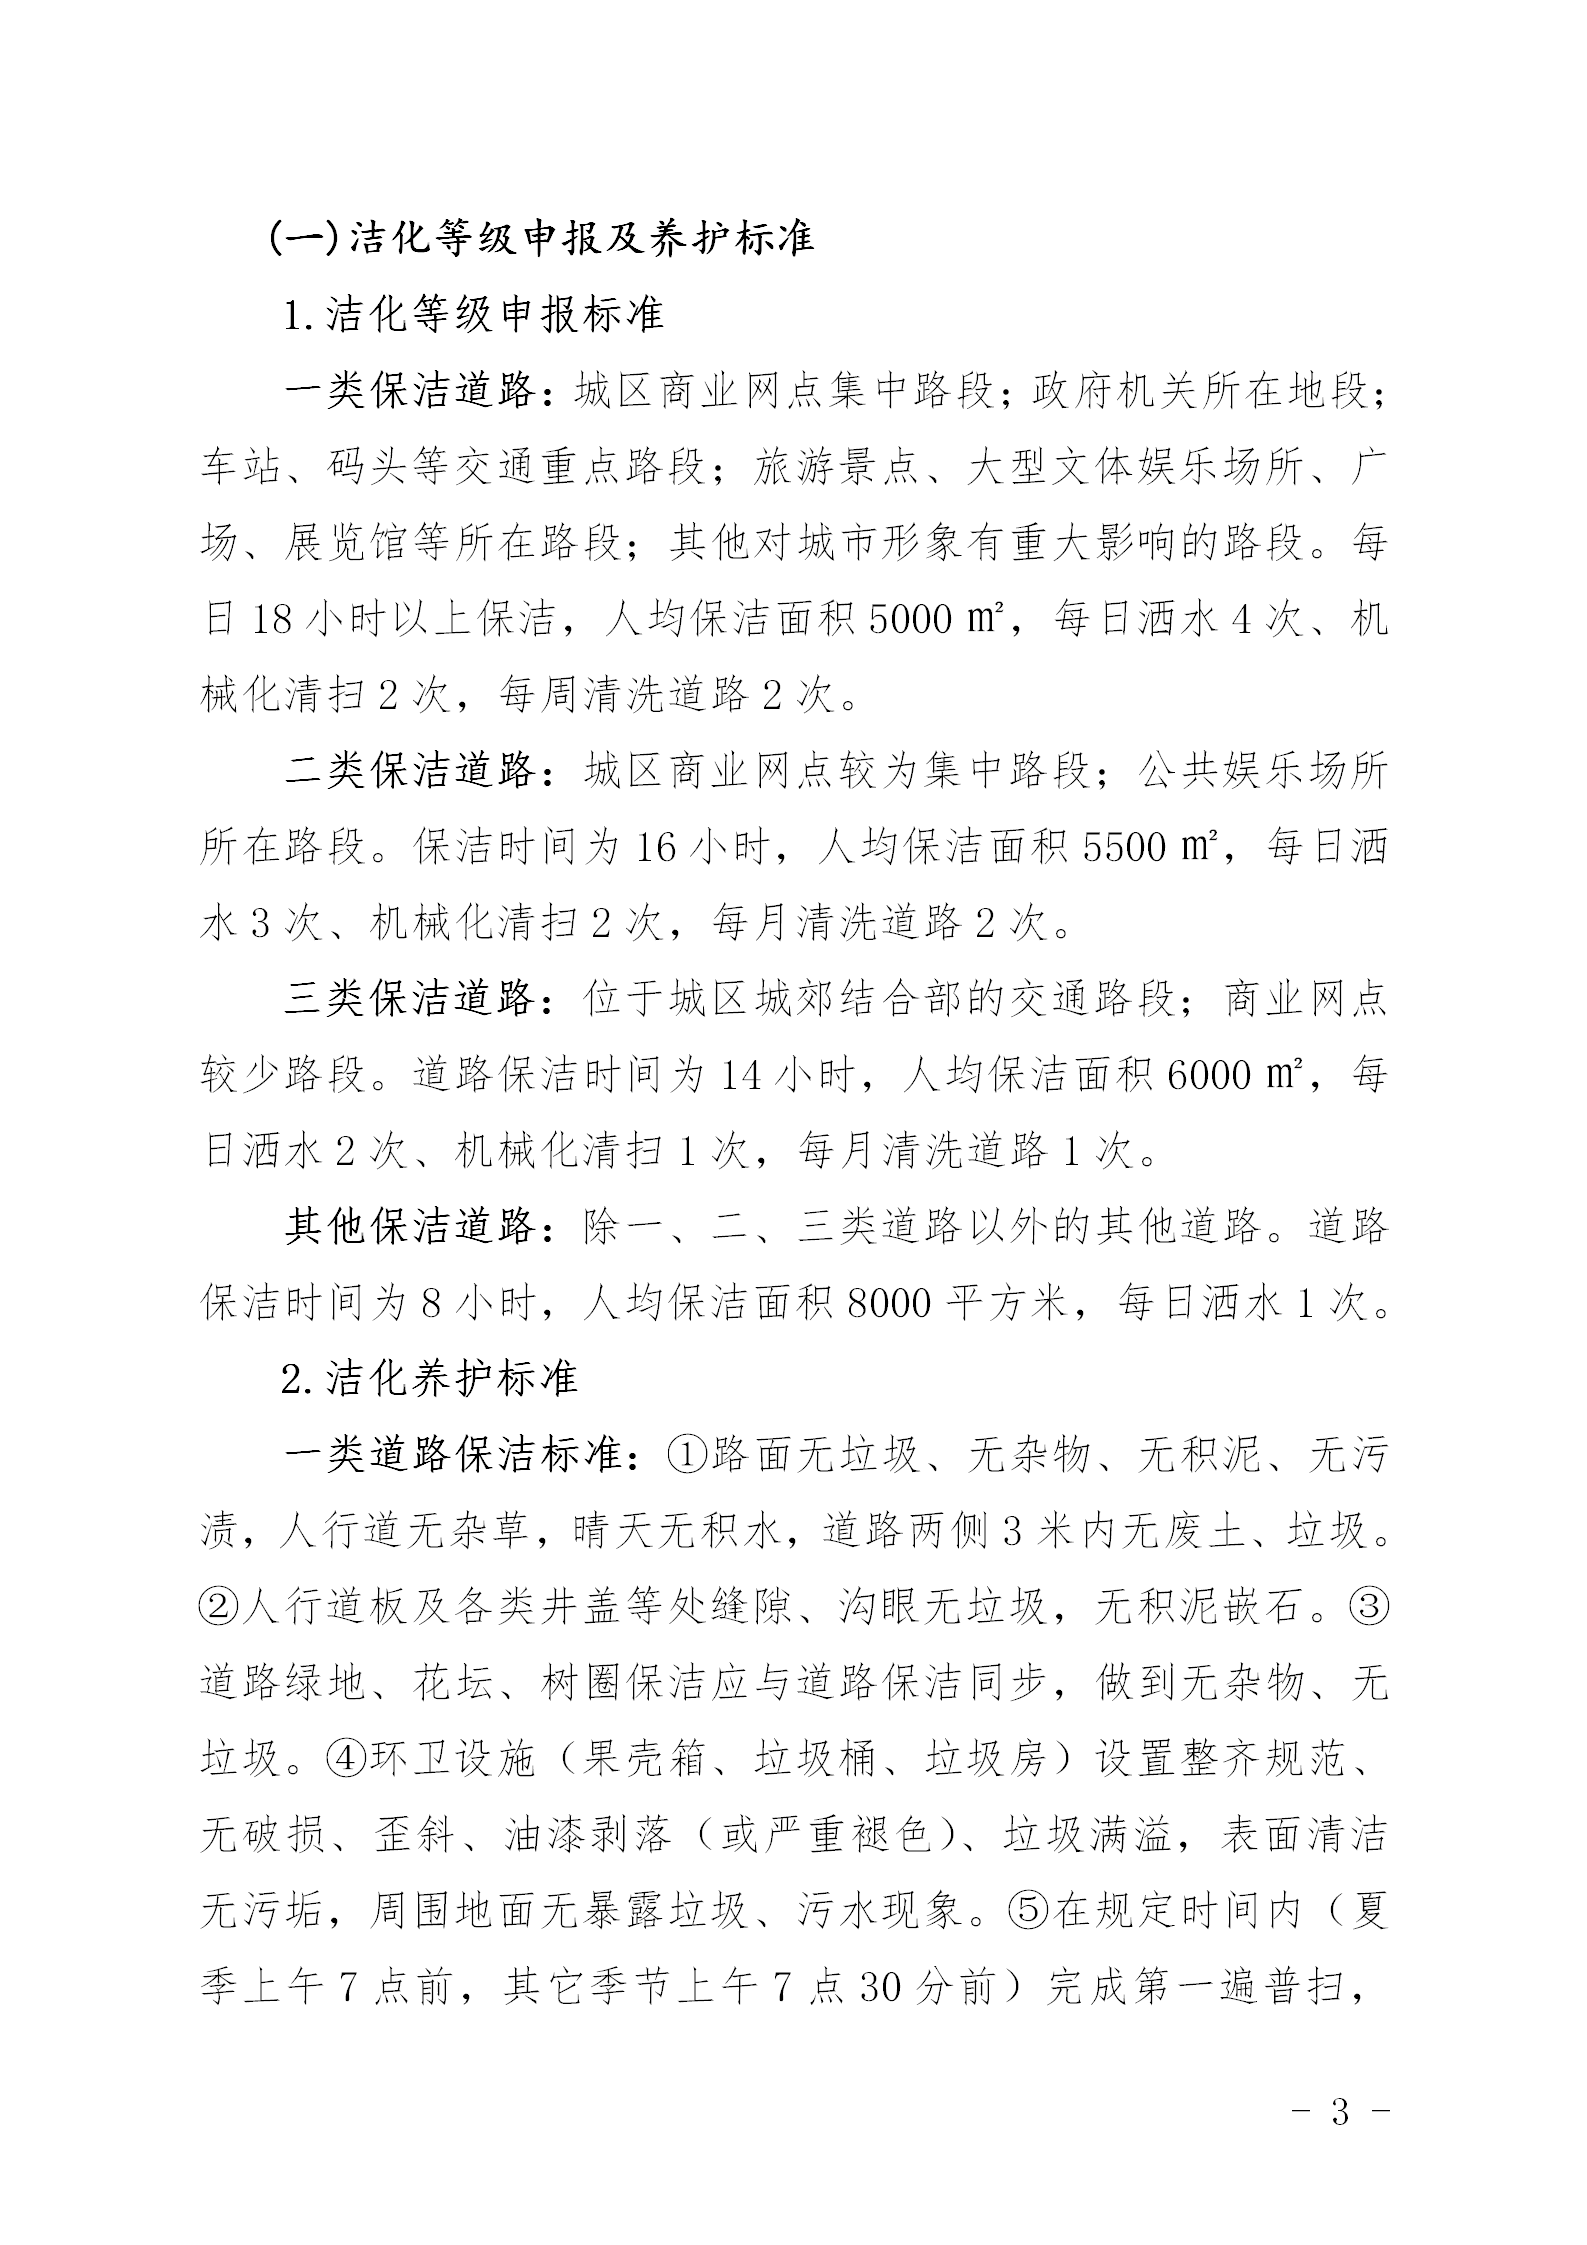 (一)洁化等级申报及养护标准
1.洁化等级申报标准
一类保洁道路：城区商业网点集中路段；政府机关所在地段；
车站、码头等交通重点路段；旅游景点、大型文体娱乐场所、广
场、展览馆等所在路段；其他对城市形象有重大影响的路段。每
日18小时以上保洁，人均保洁面积5000㎡，每日洒水4次、机
械化清扫2次，每周清洗道路2次。
二类保洁道路：城区商业网点较为集中路段；公共娱乐场所
所在路段。保洁时间为16小时，人均保洁面积5500㎡，每日洒
水3次、机械化清扫2次，每月清洗道路2次。
三类保洁道路：位于城区城郊结合部的交通路段；商业网点
较少路段。道路保洁时间为14小时，人均保洁面积6000㎡，每
日洒水2次、机械化清扫1次，每月清洗道路1次。
其他保洁道路：除一、二、三类道路以外的其他道路。道路
保洁时间为8小时，人均保洁面积8000平方米，每日洒水1次。
2.洁化养护标准
一类道路保洁标准：①路面无垃圾、无杂物、无积泥、无污
渍，人行道无杂草，晴天无积水，道路两侧3米内无废土、垃圾。
②人行道板及各类井盖等处缝隙、沟眼无垃圾，无积泥嵌石。③
道路绿地、花坛、树圈保洁应与道路保洁同步，做到无杂物、无
垃圾。④环卫设施（果壳箱、垃圾桶、垃圾房）设置整齐规范、
无破损、歪斜、油漆剥落（或严重褪色）、垃圾满溢，表面清洁
无污垢，周围地面无暴露垃圾、污水现象。⑤在规定时间内（夏
季上午7点前，其它季节上午7点30分前）完成第一遍普扫，
- 3 -